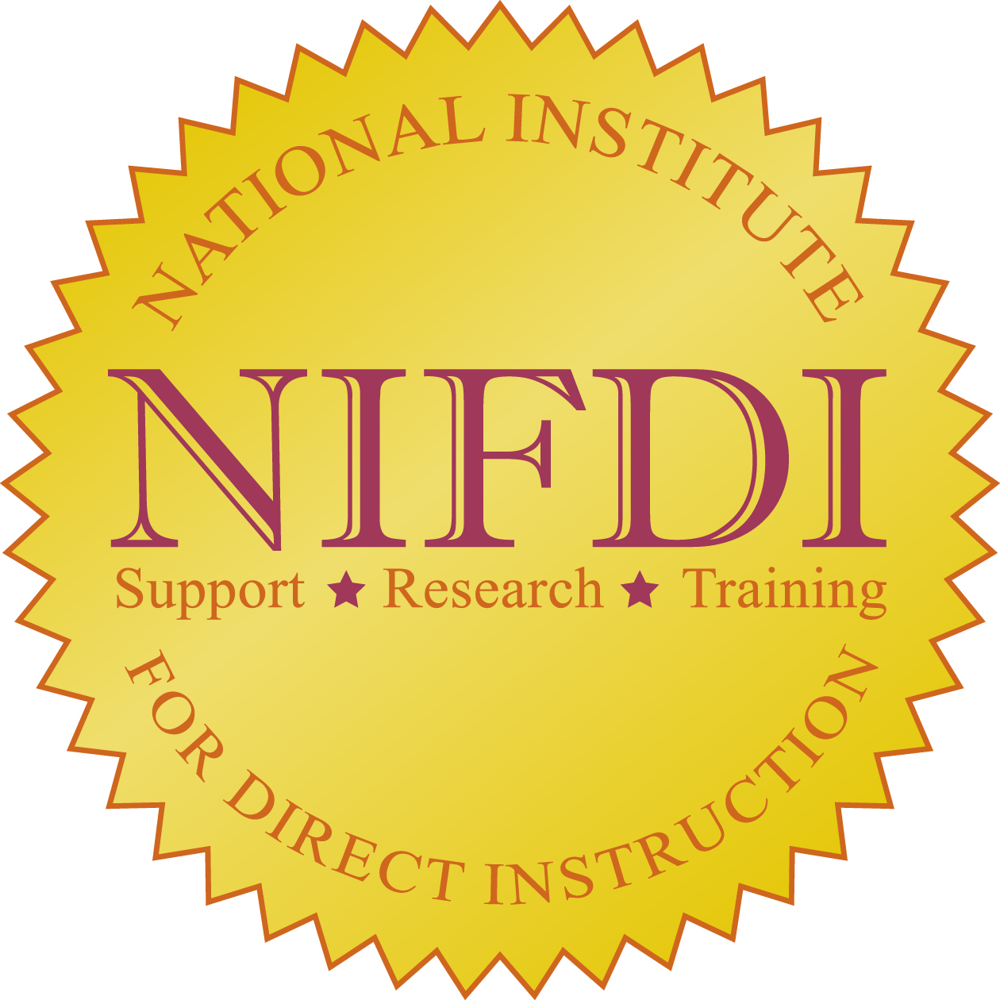 NATIONAL INSTITUTE
NIFDI
Support ★ Research ★ Training
FOR DIRECT INSTRUCTION